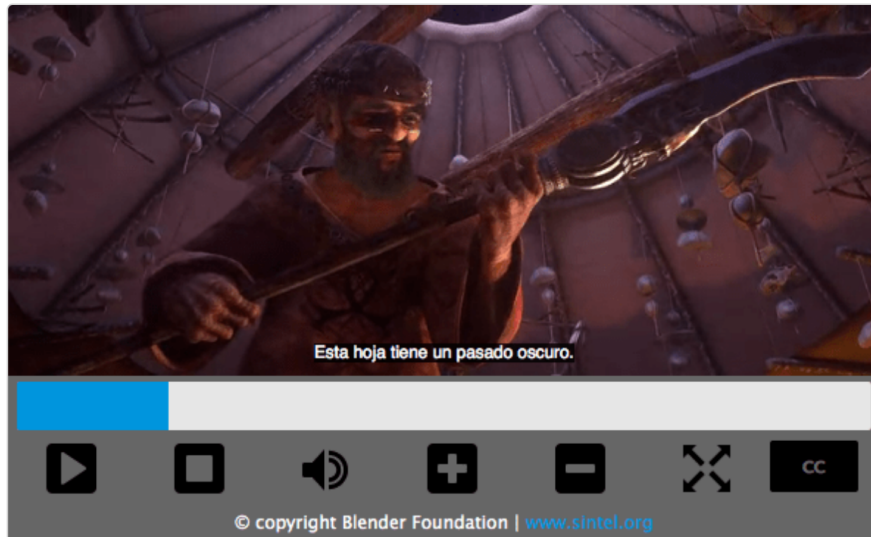 Esta hoja tiene un pasado oscuro.
CC
© copyright Blender Foundation | www.sintel.org